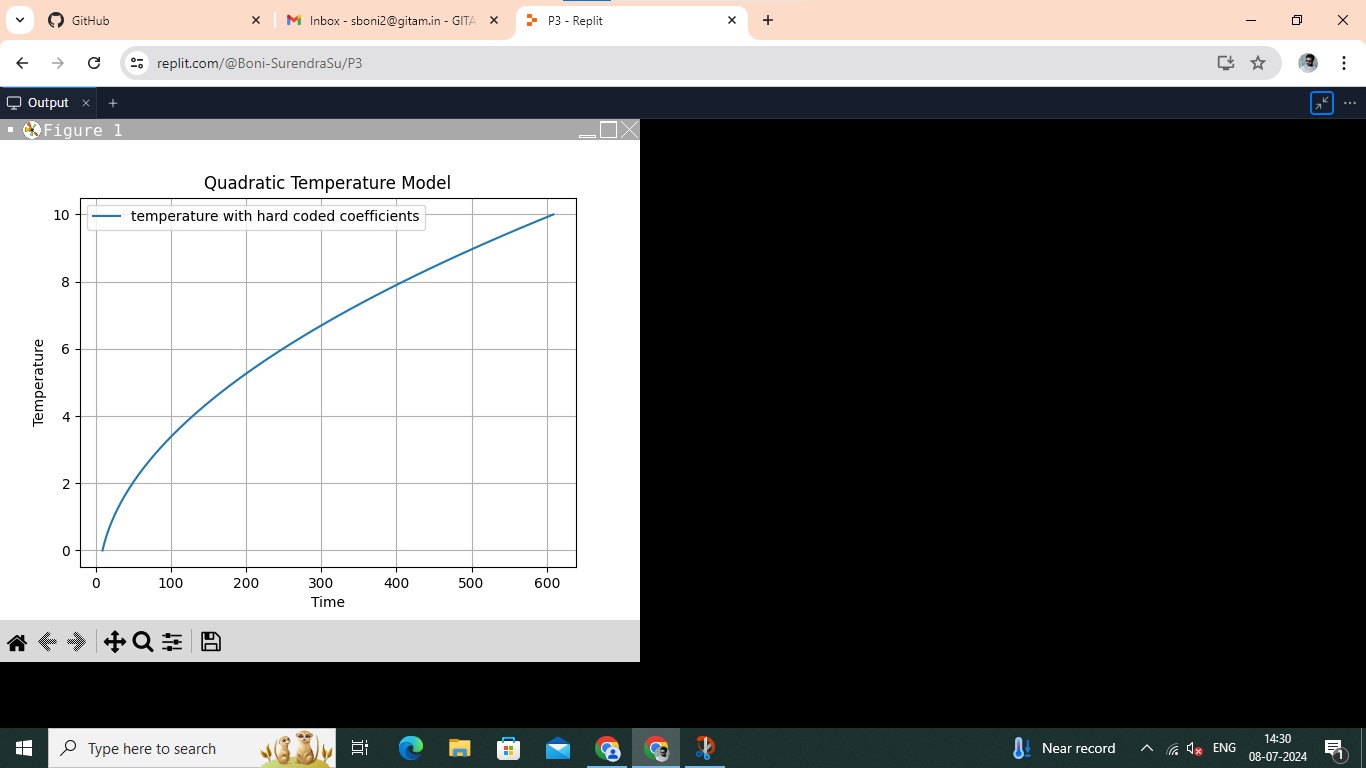 GitHub
Inbox - sboni2@gitam.in - GITA
P3 - Replit
replit.com/@Boni-SurendraSu/P3
Output
Figure 1
Quadratic Temperature Model
temperature with hard coded coefficients
10
8
6
4
2
0
Temperature
0 100 200 300 400 500 600
Time
Type here to search
Near record
ENG
14:30
08-07-2024
1